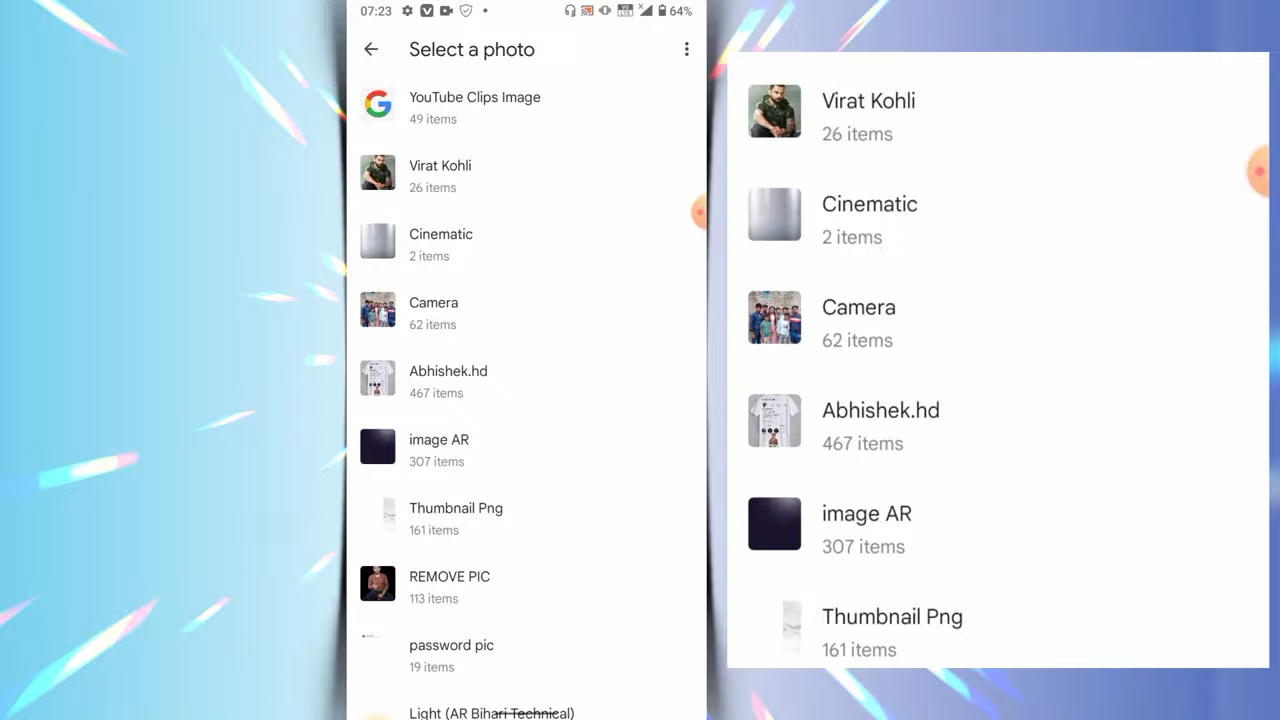 07:23
VO
LTE
64%
Select a photo
YouTube Clips Image
49 items
Virat Kohli
26 items
Cinematic
2 items
Camera
62 items
Abhishek.hd
467 items
image AR
307 items
Thumbnail Png
161 items
REMOVE PIC
113 items
password pic
19 items
Light (AR Bihari Technical)
Virat Kohli
26 items
Cinematic
2 items
Camera
62 items
Abhishek.hd
467 items
image AR
307 items
Thumbnail Png
161 items